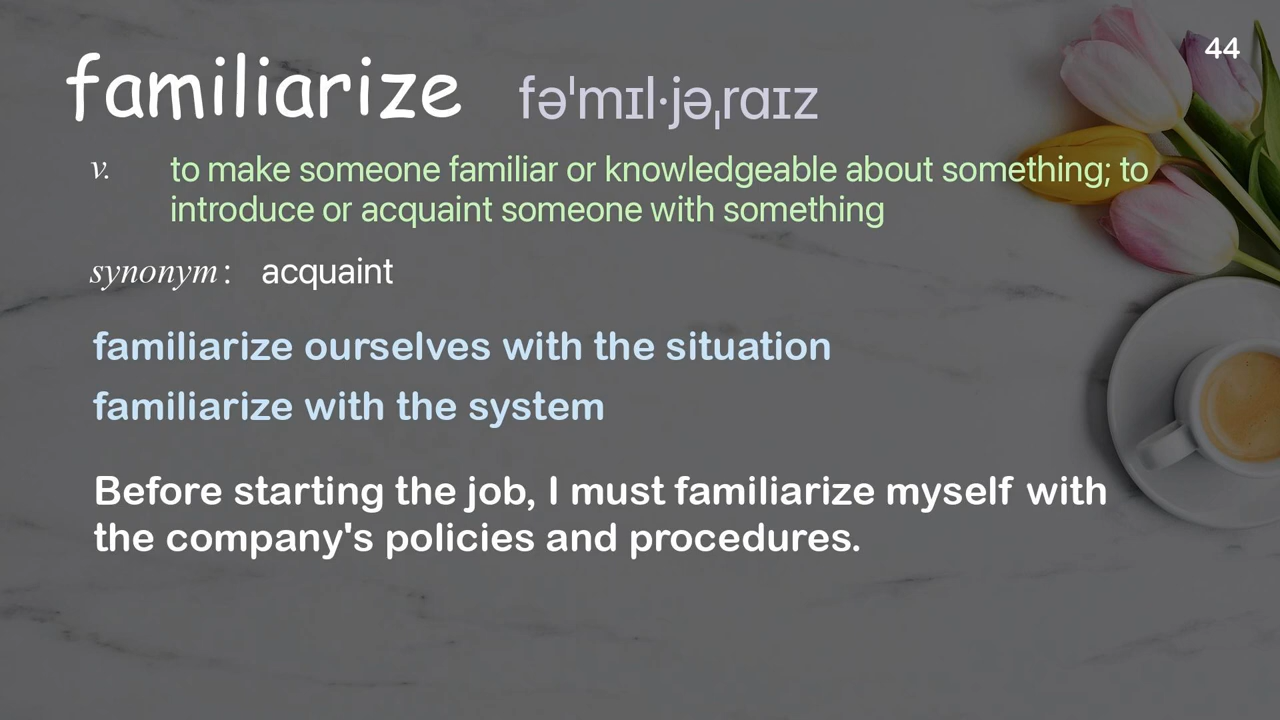 44
familiarize fəˈmɪl·jəˌraɪz
v. to make someone familiar or knowledgeable about something; to
introduce or acquaint someone with something
synonym : acquaint
familiarize ourselves with the situation
familiarize with the system
Before starting the job, I must familiarize myself with
the company's policies and procedures.